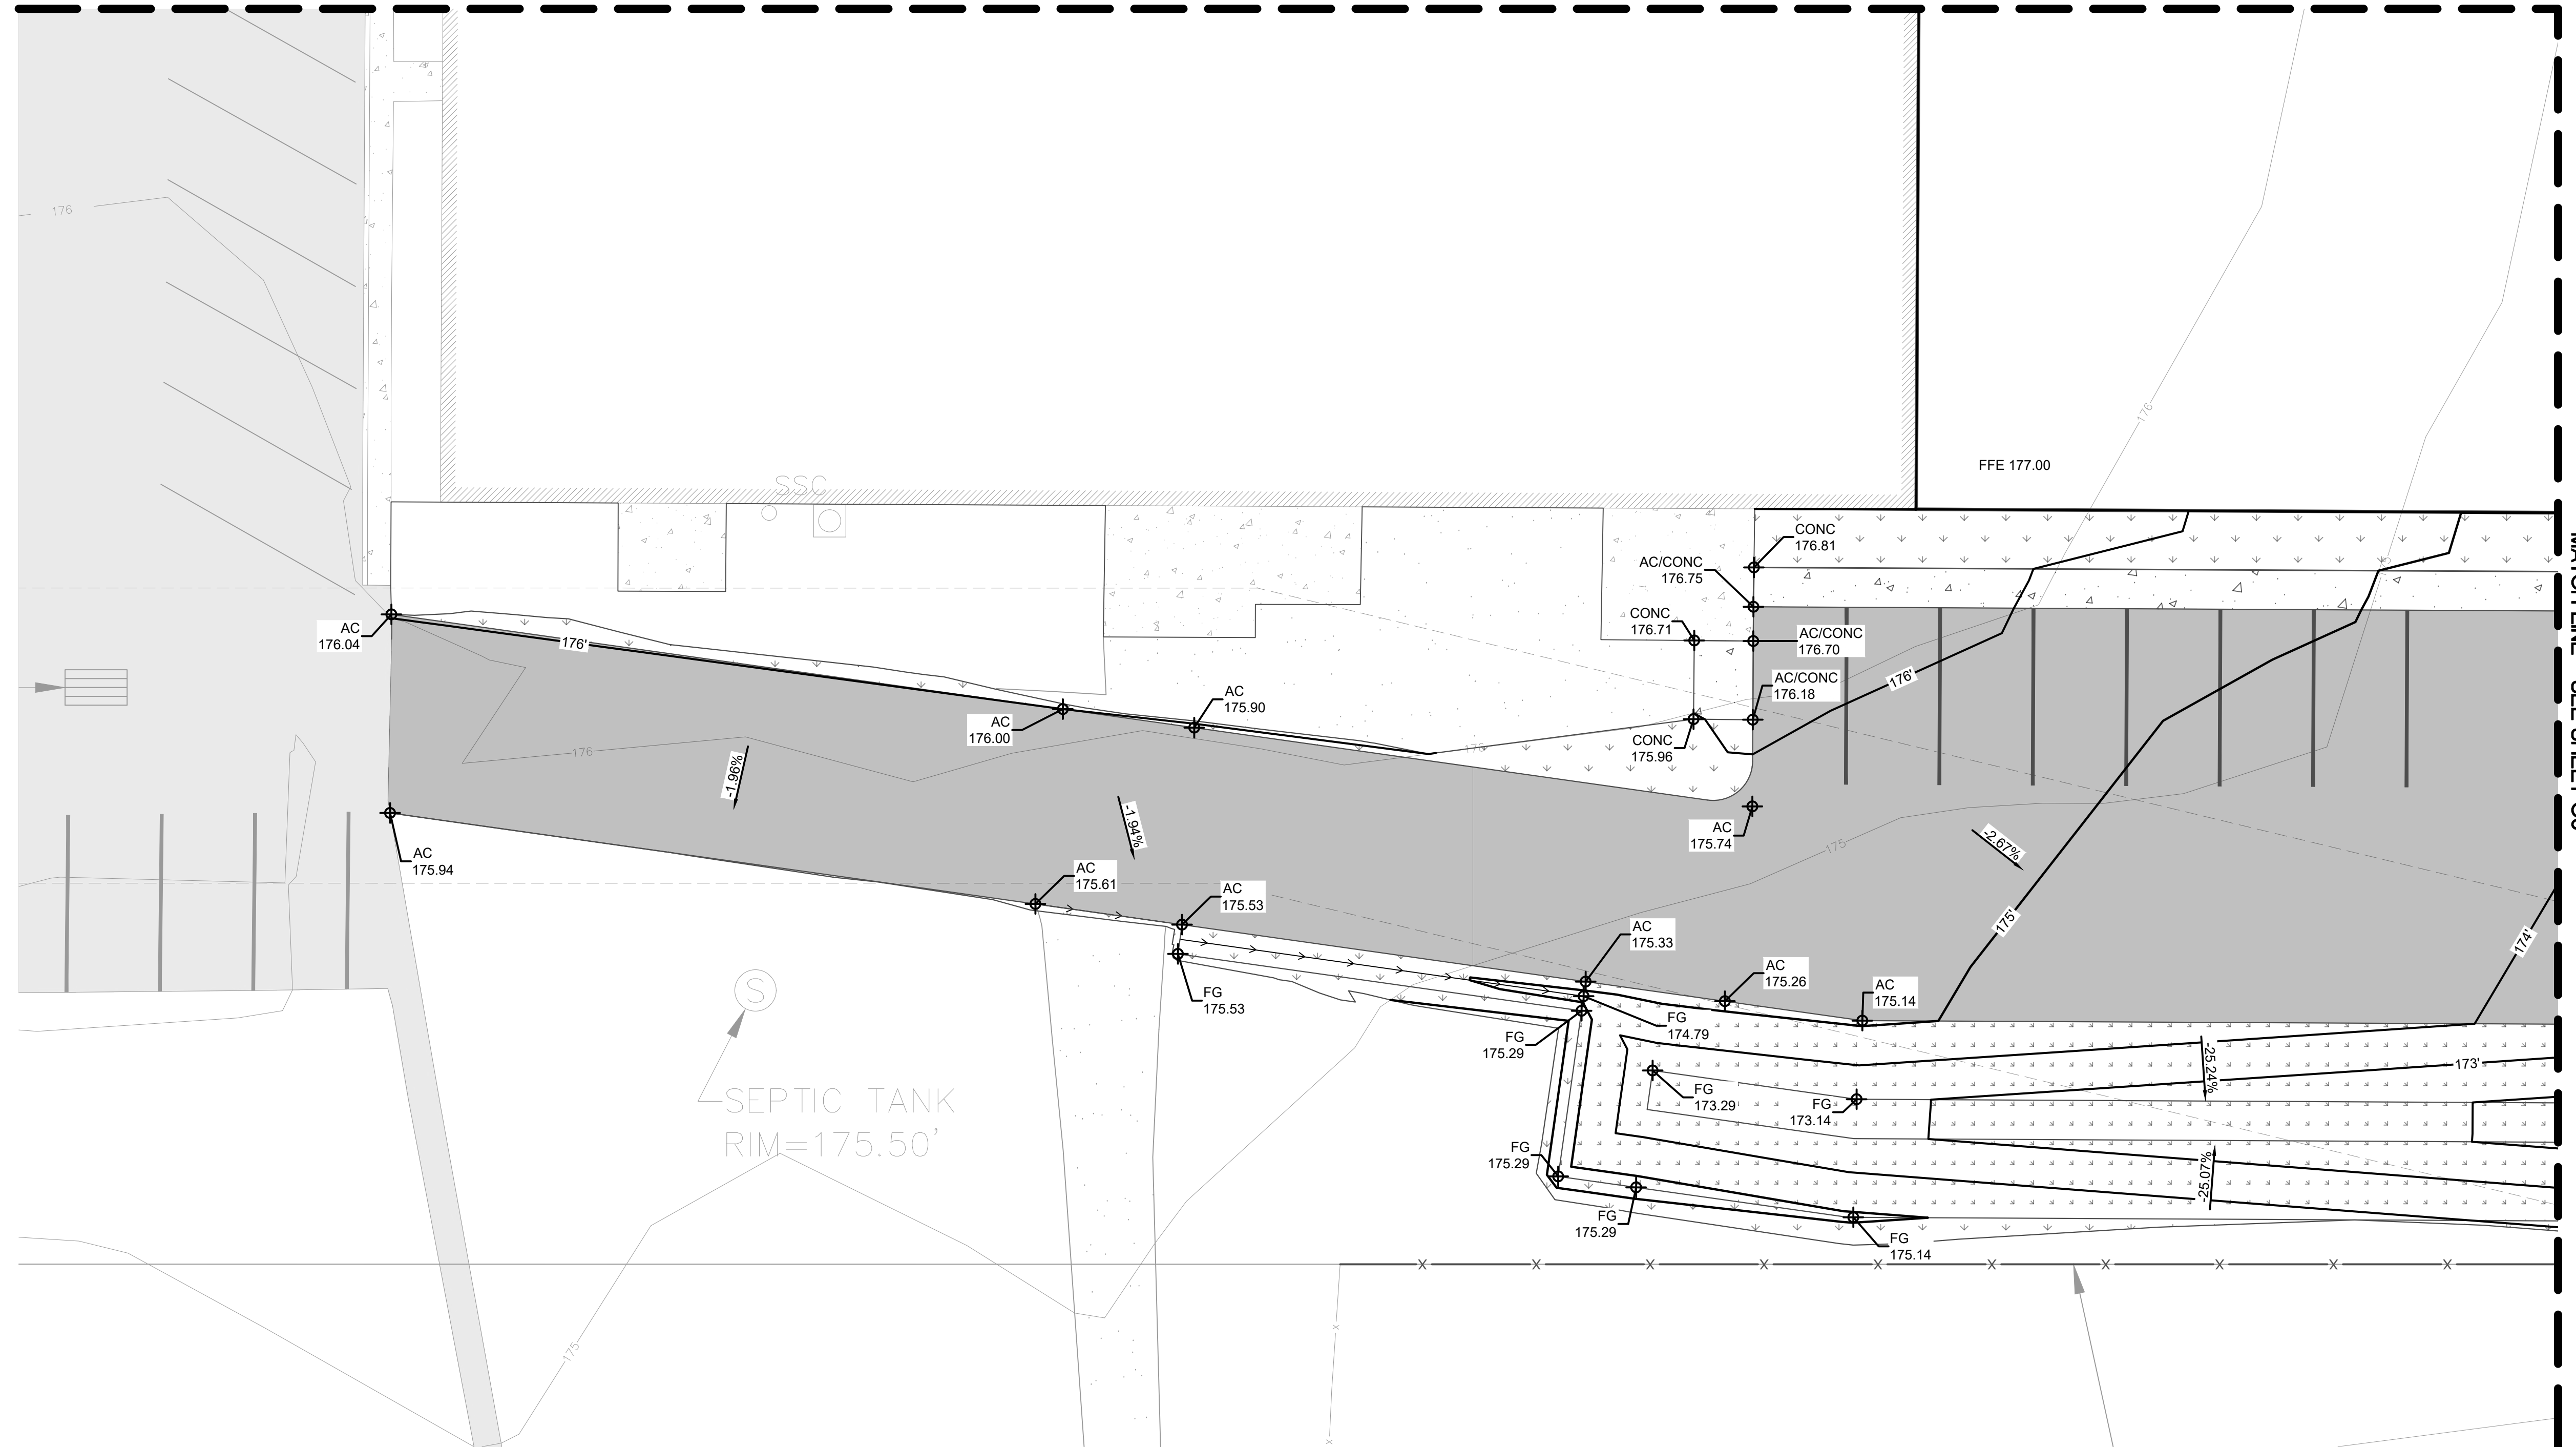 176
SSC
176
FFE 177.00
CONC
176.81
AC/CONC
176.75
CONC
176.71
AC/CONC
176.70
AC/CONC
176.18
CONC
175.96
AC
176.04
176'
AC
176.00
AC
175.90
176
176
176'
-1.96%
-1.94%
AC
175.74
175
-2.67%
AC
175.94
AC
175.61
AC
175.53
175'
174'
AC
175.33
AC
175.26
AC
175.14
FG
175.53
FG
174.79
FG
175.29
-25.24%
173'
FG
173.29
FG
173.14
S
SEPTIC TANK
RIM=175.50'
FG
175.29
-25.07%
FG
175.29
FG
175.14
X X X X X X X X X X
175
X
X